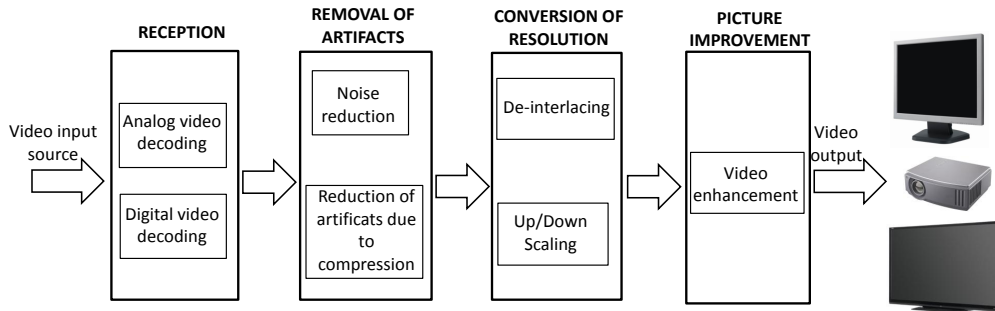 Video input
source
RECEPTION
Analog video
decoding
Digital video
decoding
REMOVAL OF
ARTIFACTS
Noise
reduction
Reduction of
artificats due
to
compression
CONVERSION OF
RESOLUTION
De-interlacing
Up/Down
Scaling
PICTURE
IMPROVEMENT
Video
enhancement
Video
output